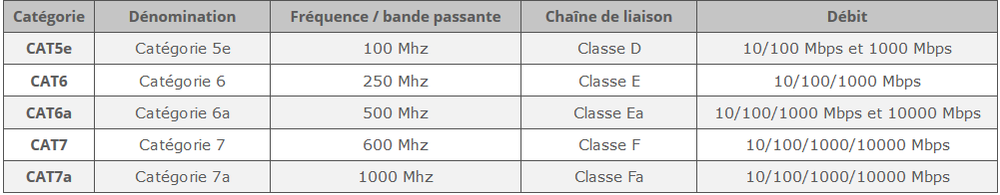 Catégorie Dénomination Fréquence / bande passante Chaîne de liaison Débit
CAT5e Catégorie 5e 100 Mhz Classe D 10/100 Mbps et 1000 Mbps
CAT6 Catégorie 6 250 Mhz Classe E 10/100/1000 Mbps
CAT6a Catégorie 6a 500 Mhz Classe Ea 10/100/1000 Mbps et 10000 Mbps
CAT7 Catégorie 7 600 Mhz Classe F 10/100/1000/10000 Mbps
CAT7a Catégorie 7a 1000 Mhz Classe Fa 10/100/1000/10000 Mbps